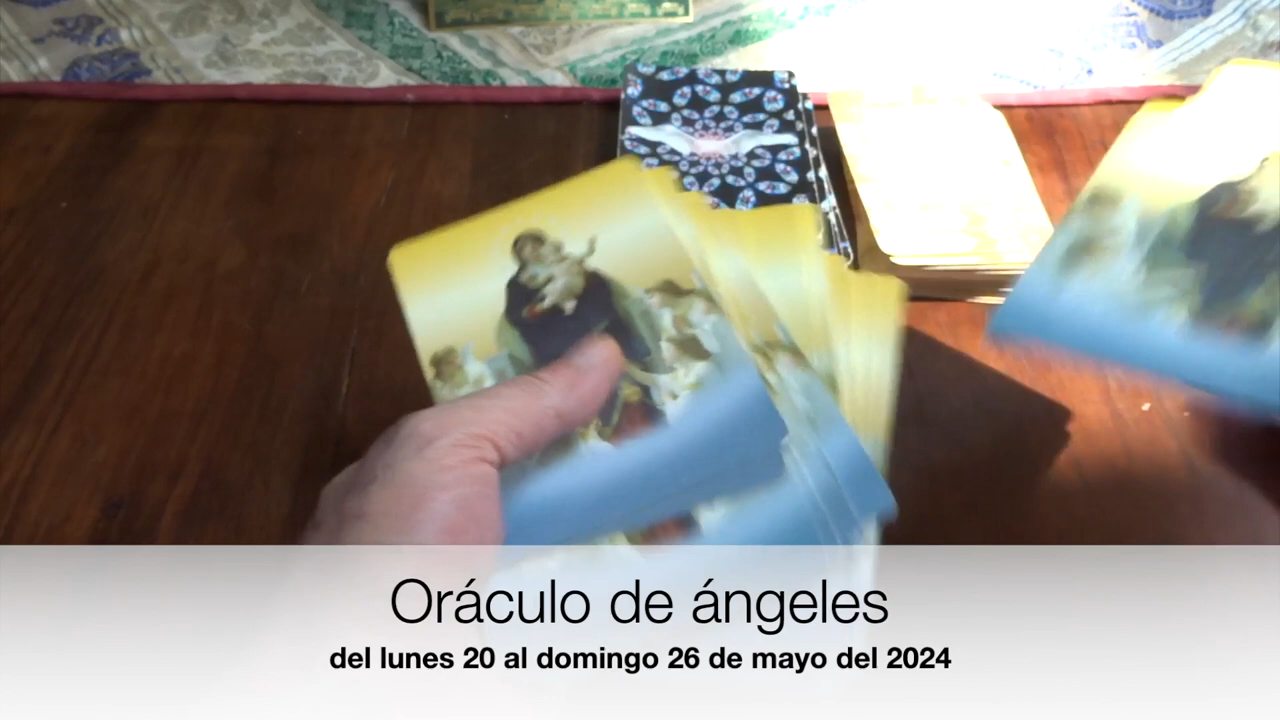 Oráculo de ángeles
del lunes 20 al domingo 26 de mayo del 2024